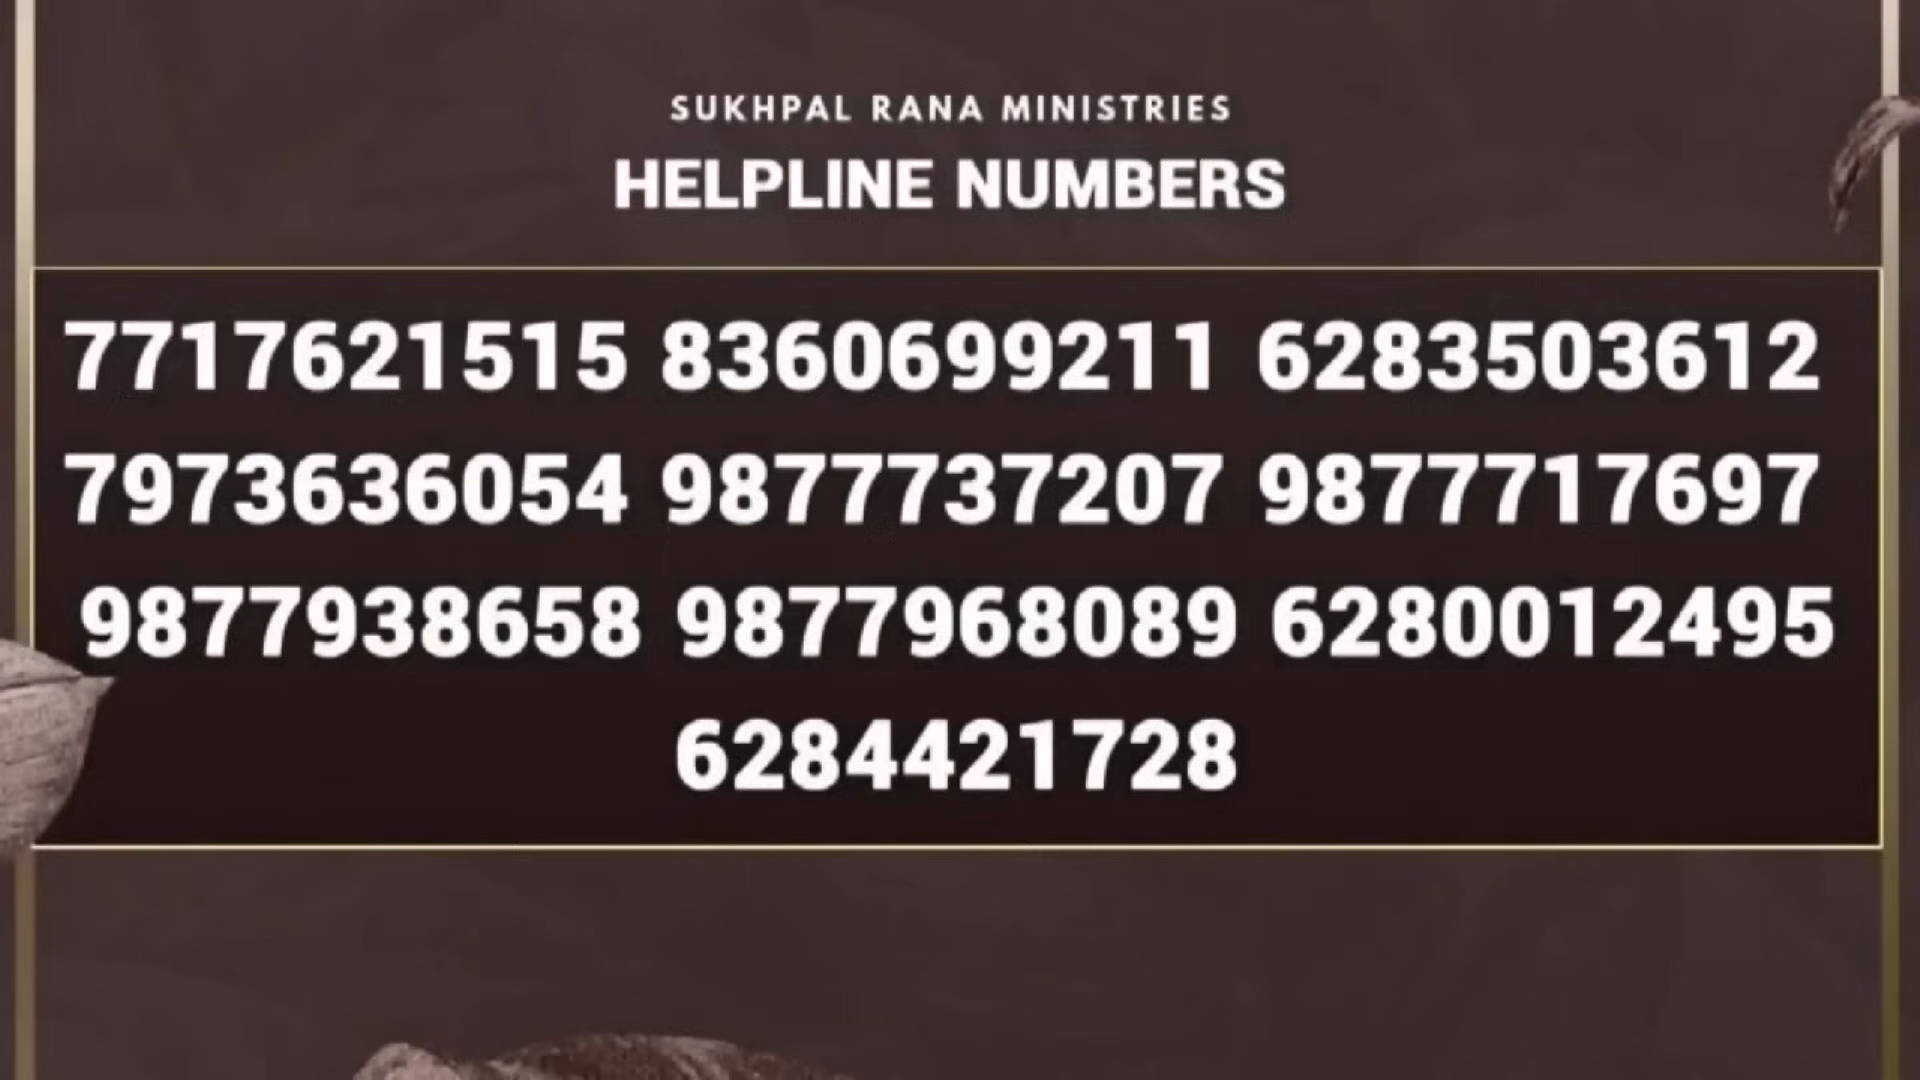 SUKHPAL RANA MINISTRIES
HELPLINE NUMBERS
7717621515 8360699211 6283503612
7973636054 9877737207 9877717697
9877938658 9877968089 6280012495
6284421728